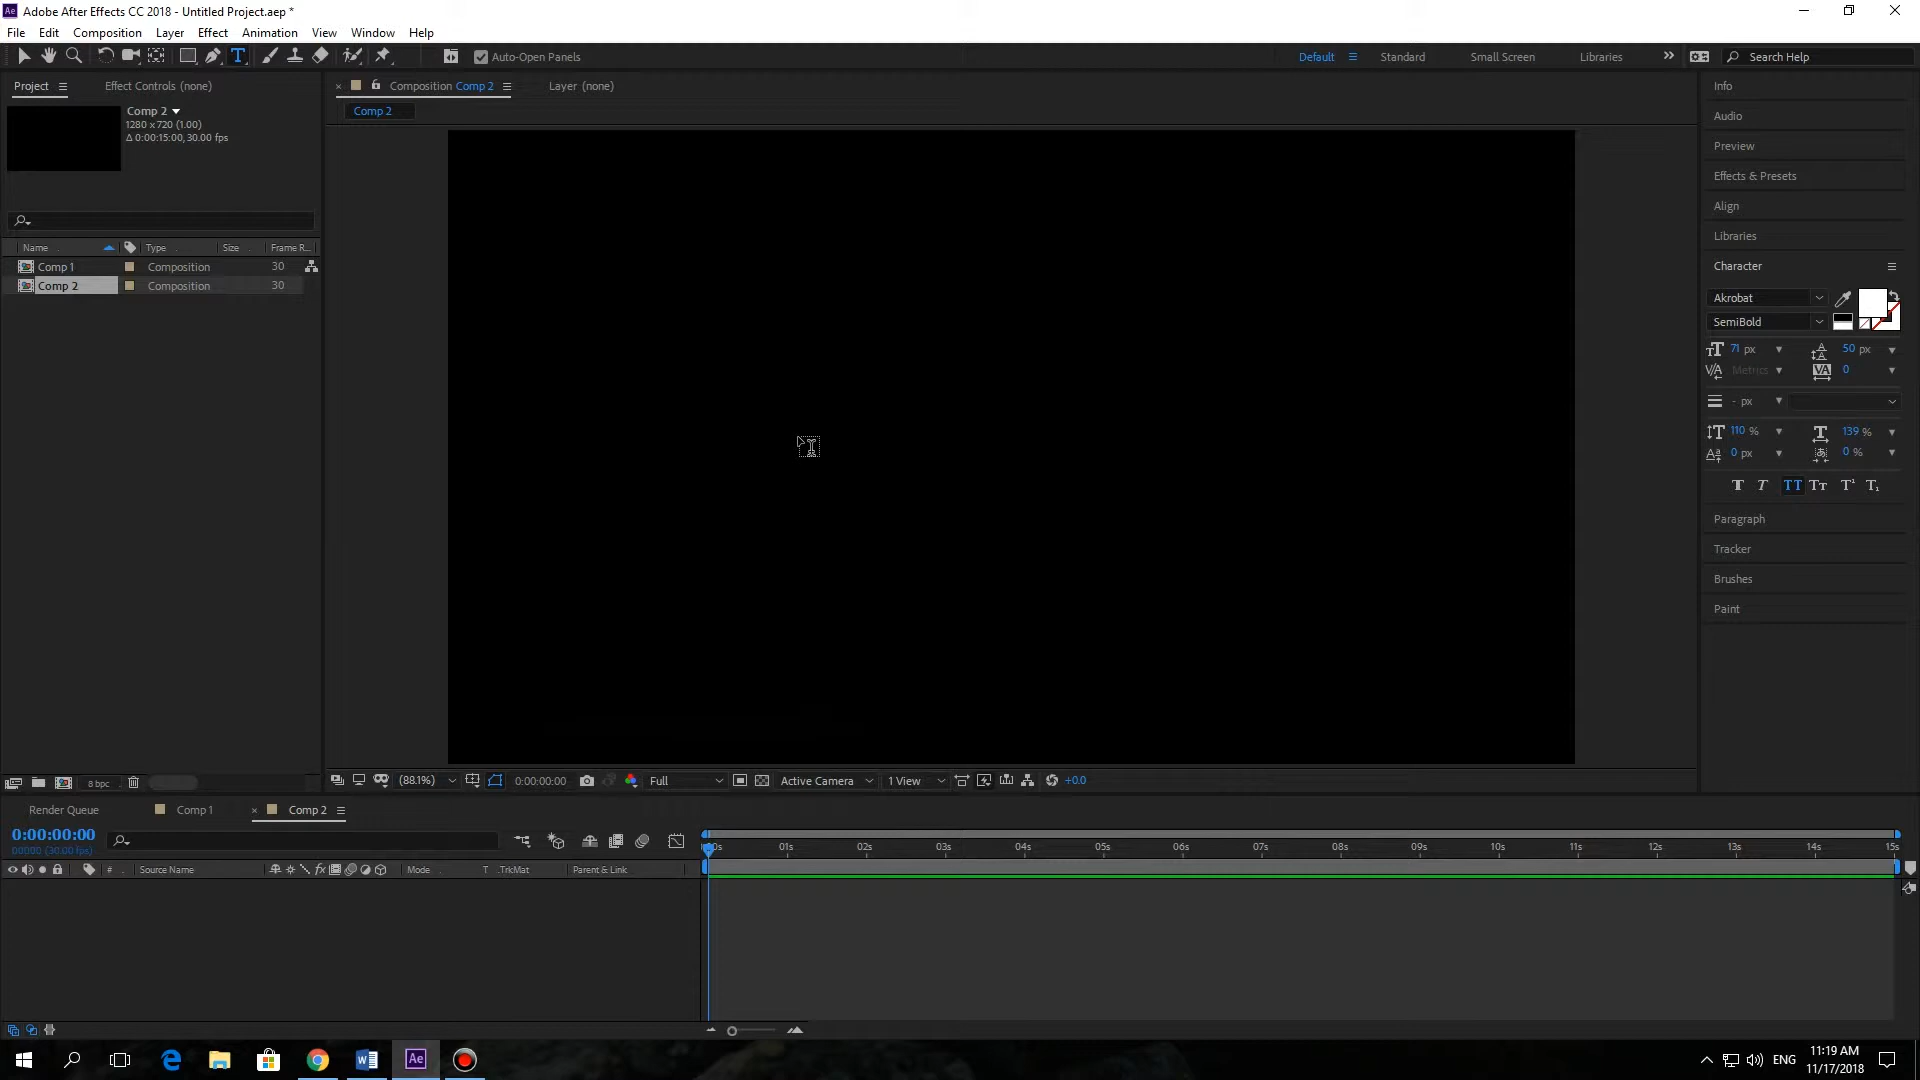 Ae Adobe After Effects CC 2018 - Untitled Project.aep *
File Edit Composition Layer Effect Animation View Window Help
T Auto-Open Panels Default Standard Small Screen Libraries Search Help
Project Effect Controls (none)
Composition Comp 2 Layer (none)
Comp 2
1280 x 720 (1.00)
Δ 0:00:15:00, 30.00 fps
Comp 2
Name Type Size Frame R...
Comp 1 Composition 30
Comp 2 Composition 30
8 bpc
(88.1%) 0:00:00:00 Full Active Camera 1 View +0.0
Info
Audio
Preview
Effects & Presets
Align
Libraries
Character
Akrobat
SemiBold
71 px 50 px
Metrics 0
- px
110 % 139 %
0 px 0 %
T T TT Tт T¹ T₁
Paragraph
Tracker
Brushes
Paint
Render Queue Comp 1 Comp 2
0:00:00:00
00000 (30.00 fps)
# Source Name fx Mode T .TrkMat Parent & Link
01s 02s 03s 04s 05s 06s 07s 08s 09s 10s 11s 12s 13s 14s 15s
Ae ENG 11:19 AM
11/17/2018